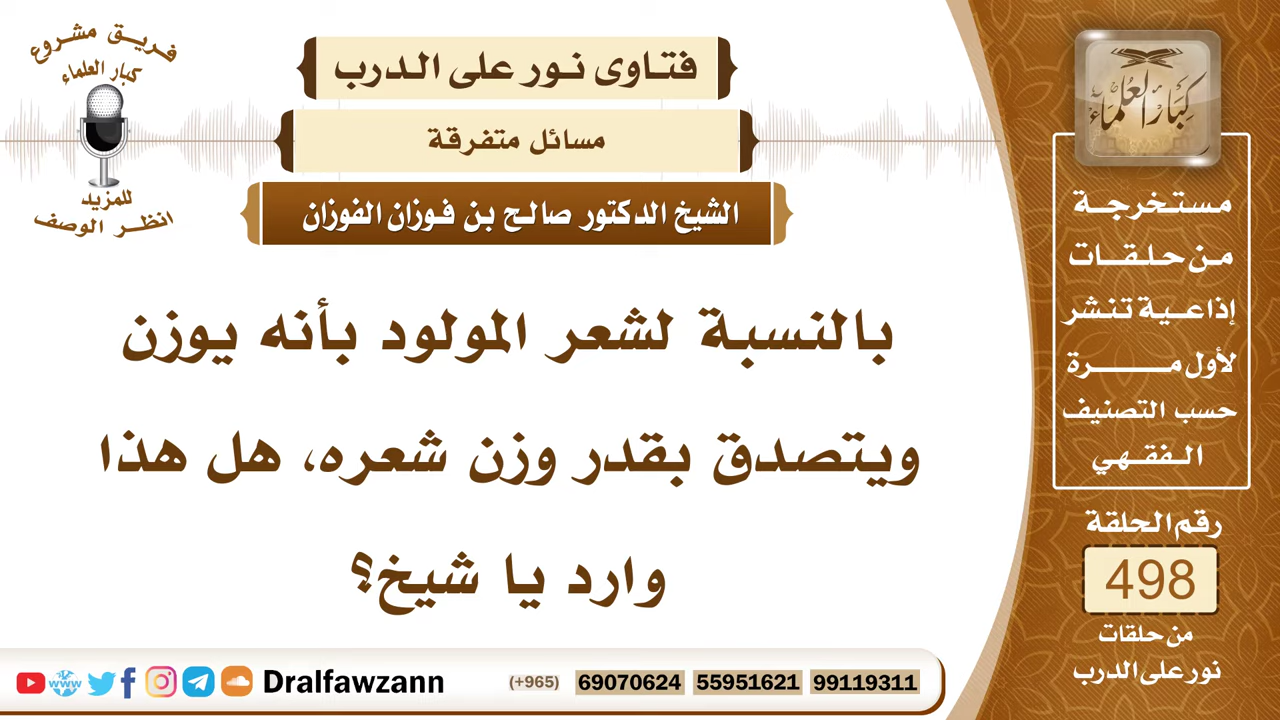 فريق مشروع
كبار العلماء
للمزيد
انظر الوصف
فتاوى نور على الدرب
مسائل متفرقة
الشيخ الدكتور صالح بن فوزان الفوزان
بالنسبة لشعر المولود بأنه يوزن
ويتصدق بقدر وزن شعره، هل هذا
وارد يا شيخ؟
كبار العلماء
مستخرجة
من حلقات
إذاعية تنشر
لأول مرة
حسب التصنيف
الفقهي
رقم الحلقة
498
من حلقات
نور على الدرب
www Dralfawzann (+965) 69070624 55951621 99119311